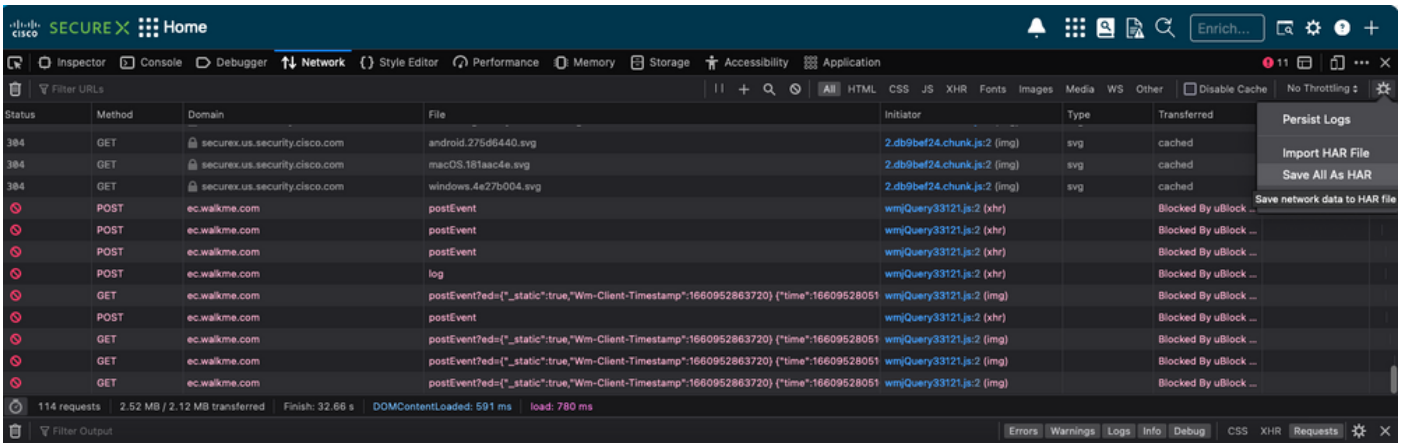 cisco SECUREX Home Enrich... ?
Inspector Console Debugger Network {} Style Editor Performance Memory Storage Accessibility Application 11
Filter URLs All HTML CSS JS XHR Fonts Images Media WS Other Disable Cache No Throttling
Status Method Domain File Initiator Type Transferred
Persist Logs
304 GET securex.us.security.cisco.com android.275d6440.svg 2.db9bef24.chunk.js:2 (img) svg cached
Import HAR File
304 GET securex.us.security.cisco.com macOS.181aac4e.svg 2.db9bef24.chunk.js:2 (img) svg cached
Save All As HAR
304 GET securex.us.security.cisco.com windows.4e27b004.svg 2.db9bef24.chunk.js:2 (img) svg cached
Save network data to HAR file
POST ec.walkme.com postEvent wmjQuery33121.js:2 (xhr) Blocked By uBlock ...
POST ec.walkme.com postEvent wmjQuery33121.js:2 (xhr) Blocked By uBlock ...
POST ec.walkme.com postEvent wmjQuery33121.js:2 (xhr) Blocked By uBlock ...
POST ec.walkme.com log wmjQuery33121.js:2 (xhr) Blocked By uBlock ...
GET ec.walkme.com postEvent?ed={"_static":true,"Wm-Client-Timestamp":1660952863720} {"time":16609528051 wmjQuery33121.js:2 (img) Blocked By uBlock ...
POST ec.walkme.com postEvent wmjQuery33121.js:2 (xhr) Blocked By uBlock ...
GET ec.walkme.com postEvent?ed={"_static":true,"Wm-Client-Timestamp":1660952863720} {"time":16609528051 wmjQuery33121.js:2 (img) Blocked By uBlock ...
GET ec.walkme.com postEvent?ed={"_static":true,"Wm-Client-Timestamp":1660952863720} {"time":16609528051 wmjQuery33121.js:2 (img) Blocked By uBlock ...
GET ec.walkme.com postEvent?ed={"_static":true,"Wm-Client-Timestamp":1660952863720} {"time":16609528051 wmjQuery33121.js:2 (img) Blocked By uBlock ...
114 requests 2.52 MB / 2.12 MB transferred Finish: 32.66 s DOMContentLoaded: 591 ms load: 780 ms
Filter Output Errors Warnings Logs Info Debug CSS XHR Requests